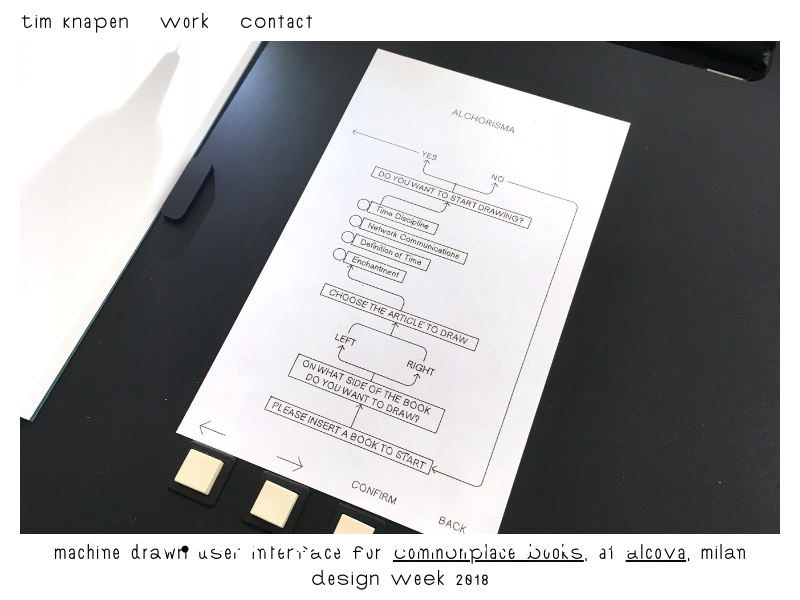 tim knapen work contact
ALCHORISMA
YES
NO
DO YOU WANT TO START DRAWING?
Time Discipline
Network Communications
Definition of Time
Enchantment
CHOOSE THE ARTICLE TO DRAW
LEFT
RIGHT
ON WHAT SIDE OF THE BOOK
DO YOU WANT TO DRAW?
PLEASE INSERT A BOOK TO START
CONFIRM
BACK
machine drawn user interface for commonplace books, at alcova, milan
design week 2018